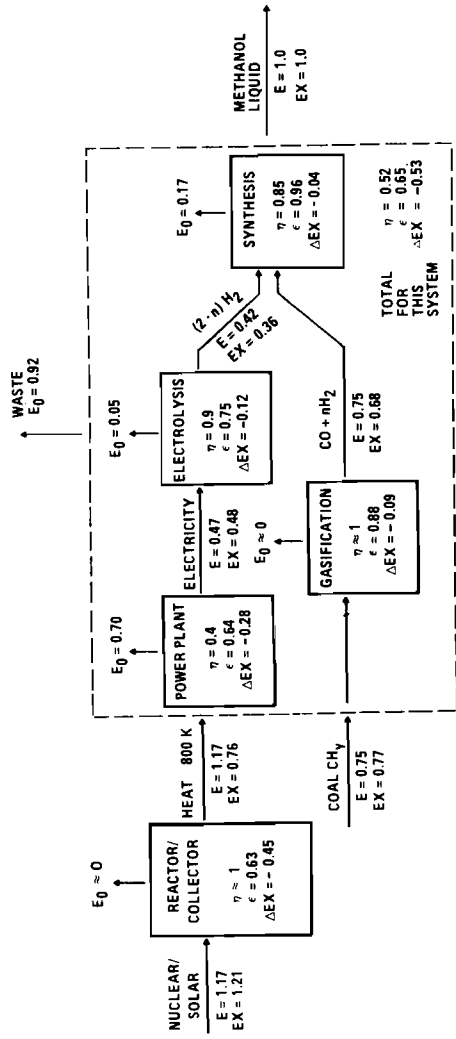 NUCLEAR/
SOLAR
E = 1.17
EX = 1.21
E₀ ≈ 0
REACTOR/
COLLECTOR
η ≈ 1
ϵ = 0.63
ΔEX = − 0.45
HEAT 800 K
E = 1.17
EX = 0.76
COAL CHy
E = 0.75
EX = 0.77
E₀ = 0.70
POWER PLANT
η = 0.4
ϵ = 0.64
ΔEX = −0.28
ELECTRICITY
E = 0.47
EX = 0.48
E₀ ≈ 0
GASIFICATION
η ≈ 1
ϵ = 0.88
ΔEX = − 0.09
WASTE
E₀ = 0.92
E₀ = 0.05
ELECTROLYSIS
η = 0.9
ϵ = 0.75
ΔEX = −0.12
(2 - n) H₂
E = 0.42
EX = 0.36
CO + nH₂
E = 0.75
EX = 0.68
E₀ = 0.17
SYNTHESIS
η = 0.85
ϵ = 0.96
ΔEX = − 0.04
TOTAL
FOR
THIS
SYSTEM
η = 0.52
ϵ = 0.65
ΔEX = −0.53
METHANOL
LIQUID
E = 1.0
EX = 1.0